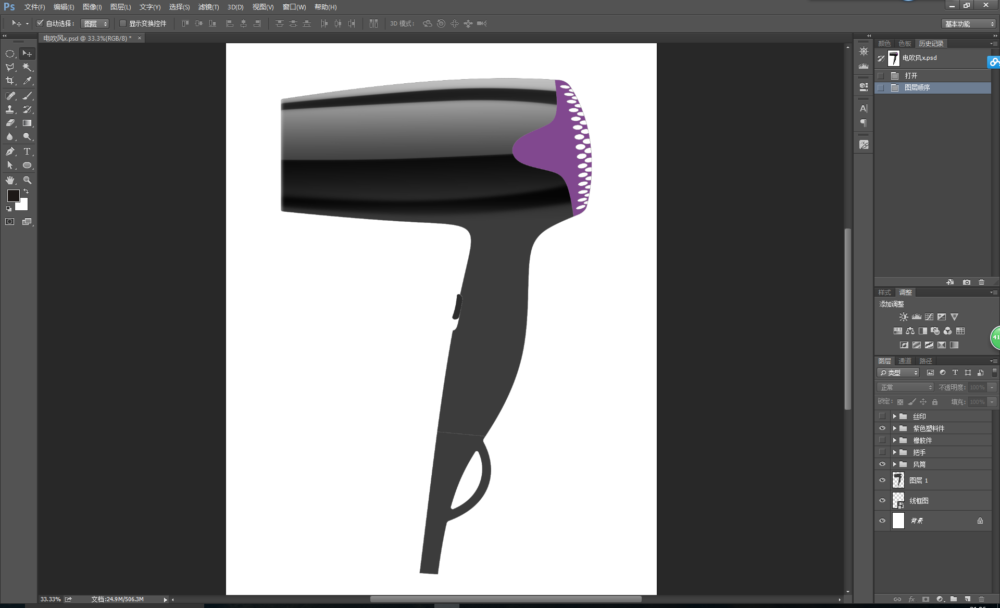 Ps 文件(F) 编辑(E) 图像(I) 图层(L) 文字(Y) 选择(S) 滤镜(T) 3D(D) 视图(V) 窗口(W) 帮助(H)
自动选择： 图层 显示变换控件 3D 模式： 基本功能
电吹风x.psd @ 33.3%(RGB/8) * ×
颜色 色板 历史记录
电吹风x.psd
打开
图层顺序
样式 调整
添加调整
41
图层 通道 路径
类型
正常 不透明度： 100%
锁定： 填充： 100%
丝印
紫色塑料件
橡胶件
把手
风筒
图层 1
线框图
背景
33.33% 文档:24.9M/506.3M